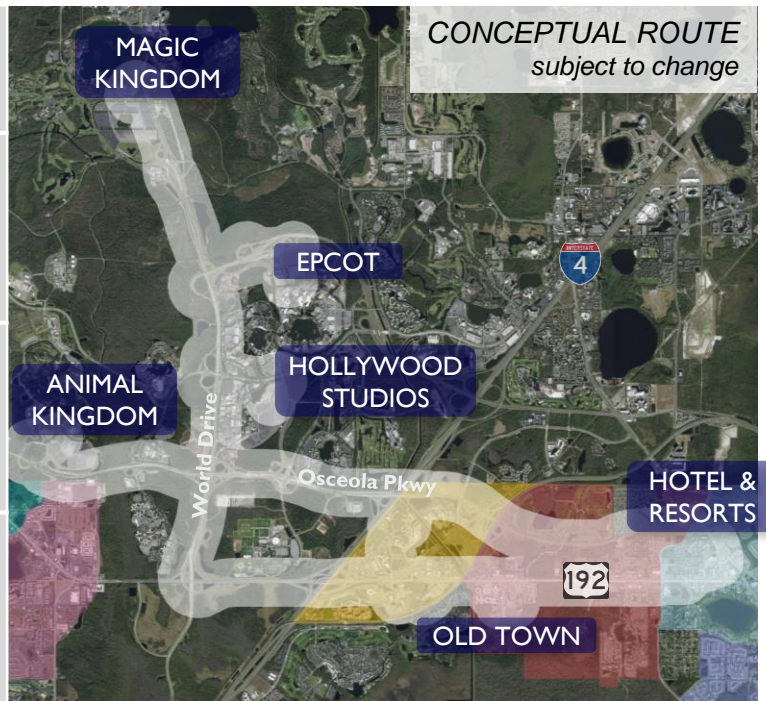 CONCEPTUAL ROUTE
subject to change
MAGIC
KINGDOM
EPCOT
INTERSTATE
4
HOLLYWOOD
STUDIOS
ANIMAL
KINGDOM
World Drive
Osceola Pkwy
HOTEL &
RESORTS
192
OLD TOWN